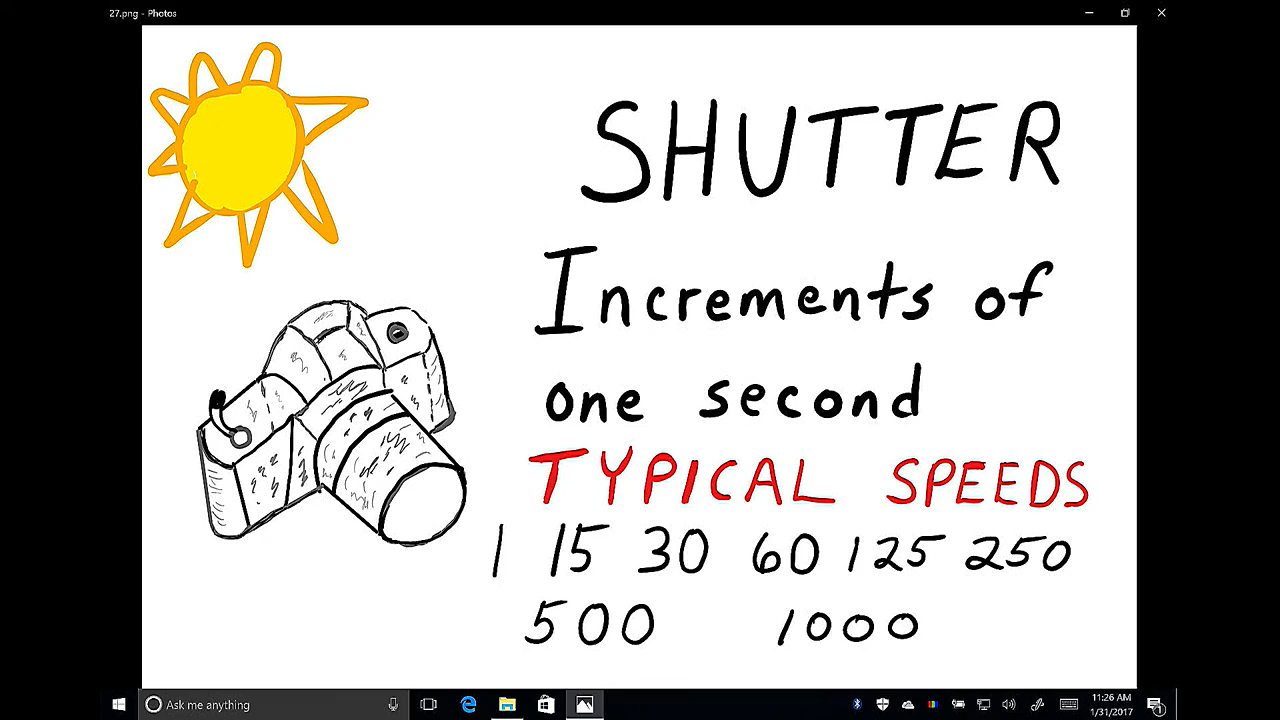 27.png - Photos
SHUTTER
Increments of
one second
TYPICAL SPEEDS
1 15 30 60 125 250
500 1000
Ask me anything
11:26 AM
1/31/2017
1